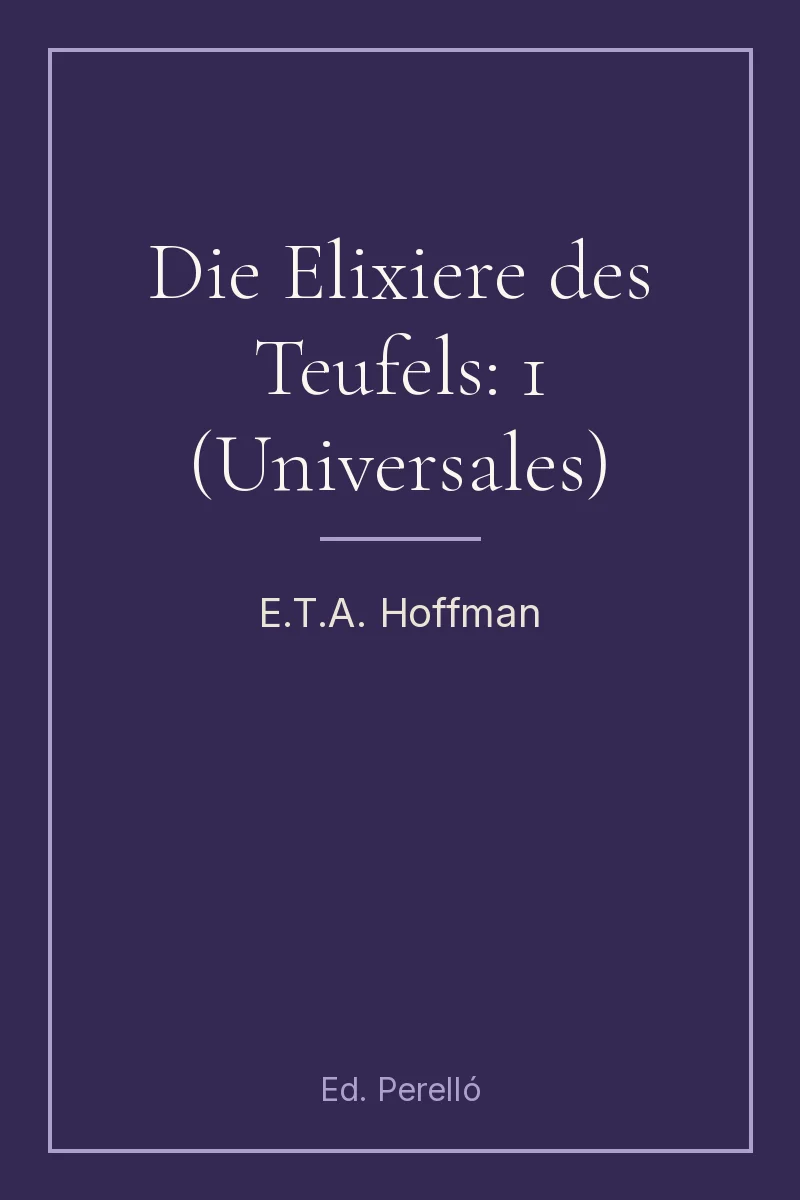 Die Elixiere des
Teufels: 1
(Universales)
E.T.A. Hoffman
Ed. Perelló